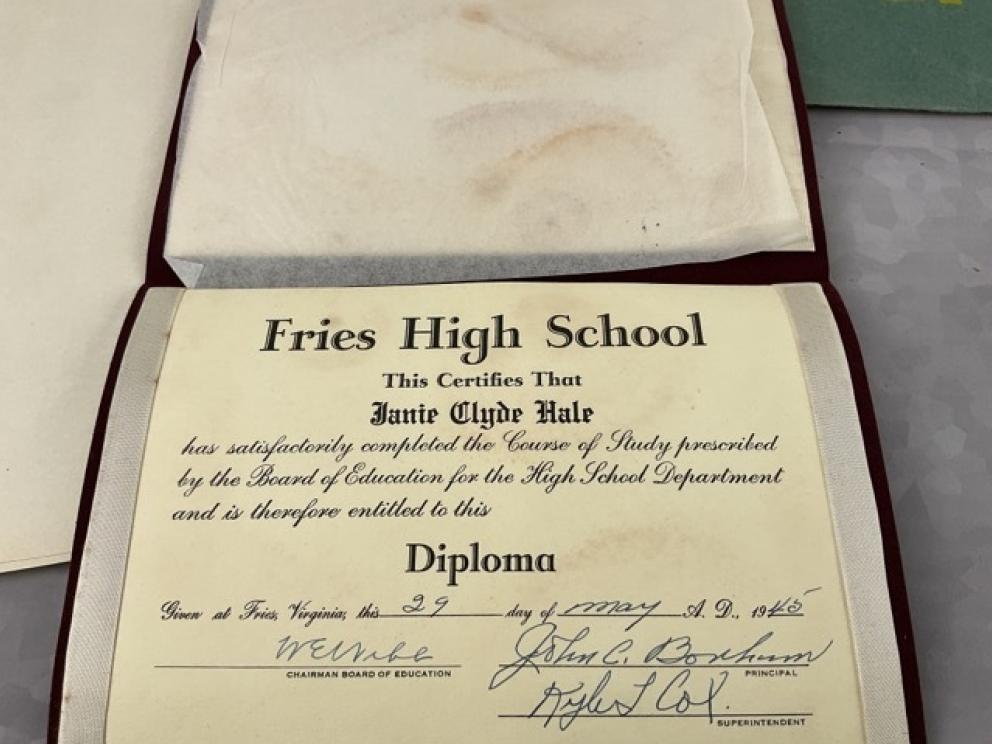 Fries High School
This Certifies That
Janie Clyde Hale
has satisfactorily completed the Course of Study prescribed
by the Board of Education for the High School Department
and is therefore entitled to this
Diploma
Given at Fries, Virginia, this 29 day of may A. D., 1945
CHAIRMAN BOARD OF EDUCATION
John C. Bonham
PRINCIPAL
Kyle T Cox.
SUPERINTENDENT